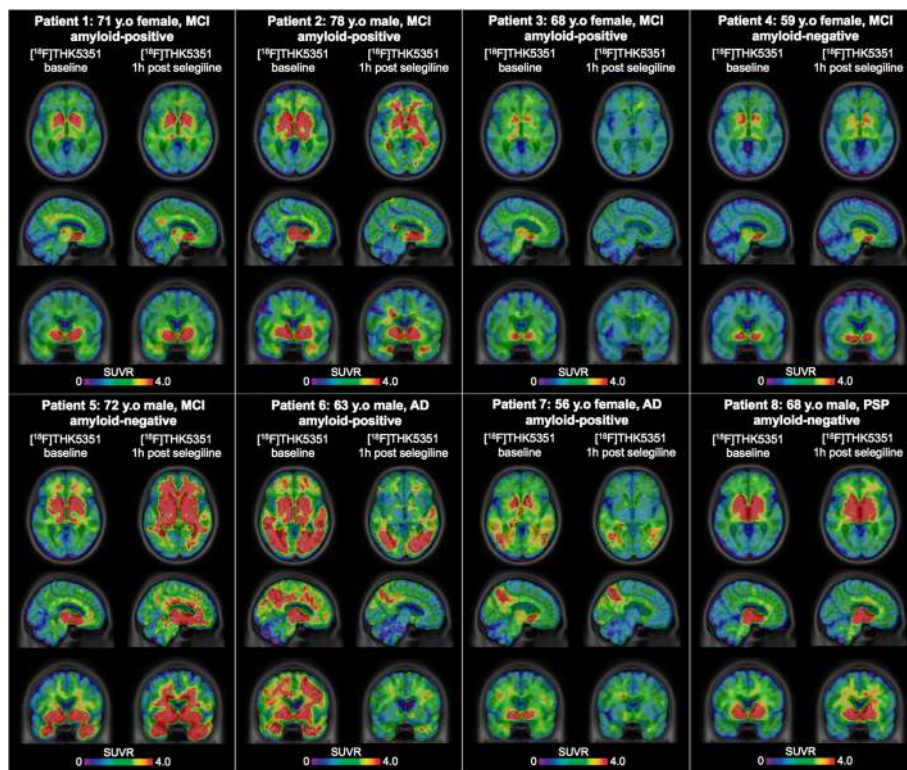 Patient 1: 71 y.o female, MCI
amyloid-positive
[¹⁸F]THK5351
baseline
[¹⁸F]THK5351
1h post selegiline
SUVR
0
4.0
Patient 2: 78 y.o male, MCI
amyloid-positive
[¹⁸F]THK5351
baseline
[¹⁸F]THK5351
1h post selegiline
SUVR
0
4.0
Patient 3: 68 y.o female, MCI
amyloid-positive
[¹⁸F]THK5351
baseline
[¹⁸F]THK5351
1h post selegiline
SUVR
0
4.0
Patient 4: 59 y.o female, MCI
amyloid-negative
[¹⁸F]THK5351
baseline
[¹⁸F]THK5351
1h post selegiline
SUVR
0
4.0
Patient 5: 72 y.o male, MCI
amyloid-negative
[¹⁸F]THK5351
baseline
[¹⁸F]THK5351
1h post selegiline
SUVR
0
4.0
Patient 6: 63 y.o male, AD
amyloid-positive
[¹⁸F]THK5351
baseline
[¹⁸F]THK5351
1h post selegiline
SUVR
0
4.0
Patient 7: 56 y.o female, AD
amyloid-positive
[¹⁸F]THK5351
baseline
[¹⁸F]THK5351
1h post selegiline
SUVR
0
4.0
Patient 8: 68 y.o male, PSP
amyloid-negative
[¹⁸F]THK5351
baseline
[¹⁸F]THK5351
1h post selegiline
SUVR
0
4.0